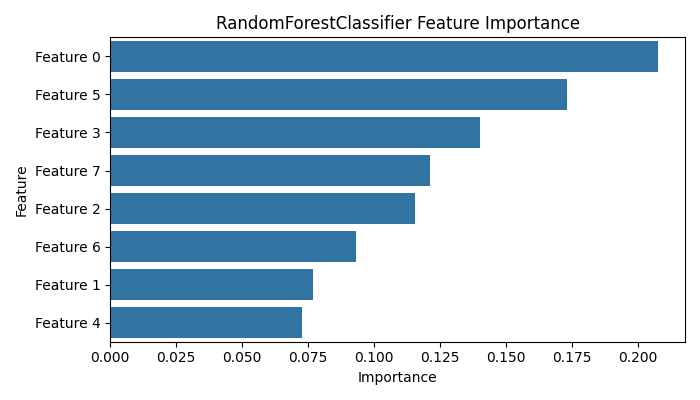 RandomForestClassifier Feature Importance
Feature 0
Feature 5
Feature 3
Feature 7
Feature 2
Feature 6
Feature 1
Feature 4
Feature
0.000 0.025 0.050 0.075 0.100 0.125 0.150 0.175 0.200
Importance